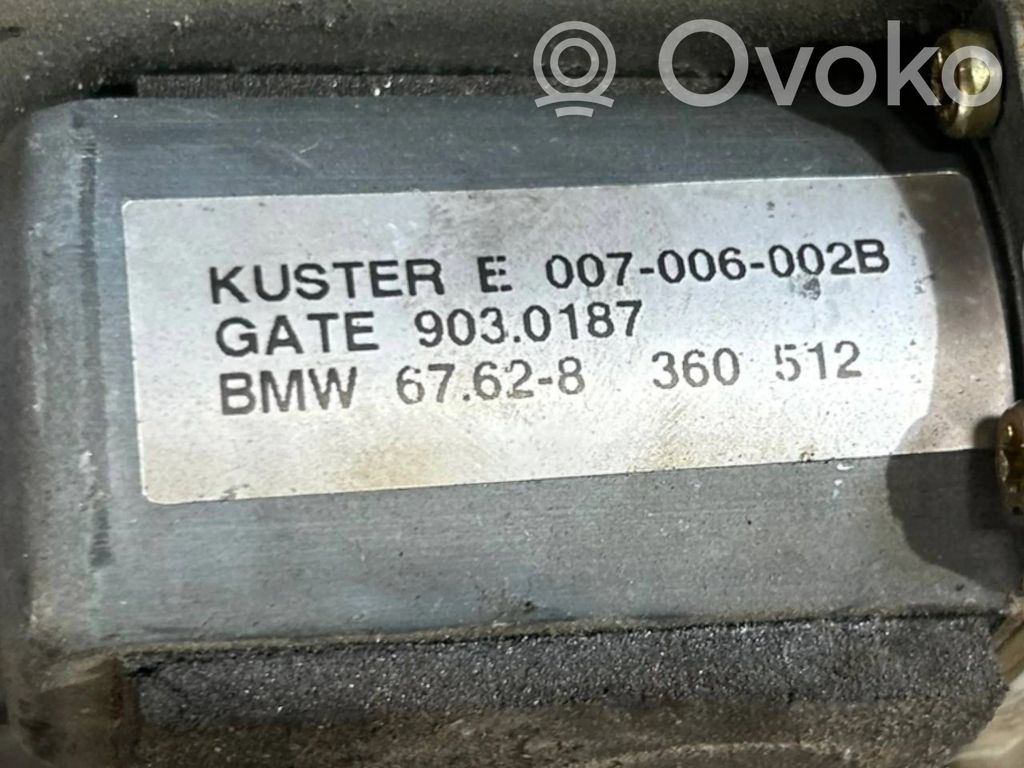 Ovoko
KUSTER E 007-006-002B
GATE 903.0187
BMW 67.62-8 360 512